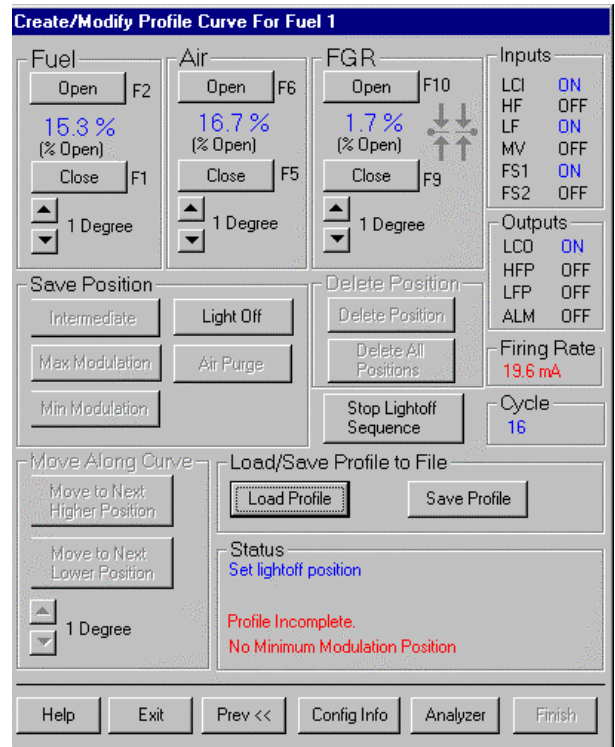 Create/Modify Profile Curve For Fuel 1
Fuel
Open
F2
15.3 %
(% Open)
Close
F1
1 Degree
Air
Open
F6
16.7 %
(% Open)
Close
F5
1 Degree
FGR
Open
F10
1.7 %
(% Open)
Close
F9
1 Degree
Inputs
LCI ON
HF OFF
LF ON
MV OFF
FS1 ON
FS2 OFF
Outputs
LCO ON
HFP OFF
LFP OFF
ALM OFF
Save Position
Intermediate
Light Off
Max Modulation
Air Purge
Min Modulation
Delete Position
Delete Position
Delete All
Positions
Firing Rate
19.6 mA
Stop Lightoff
Sequence
Cycle
16
Move Along Curve
Move to Next
Higher Position
Move to Next
Lower Position
1 Degree
Load/Save Profile to File
Load Profile
Save Profile
Status
Set lightoff position
Profile Incomplete.
No Minimum Modulation Position
Help
Exit
Prev <<
Config Info
Analyzer
Finish